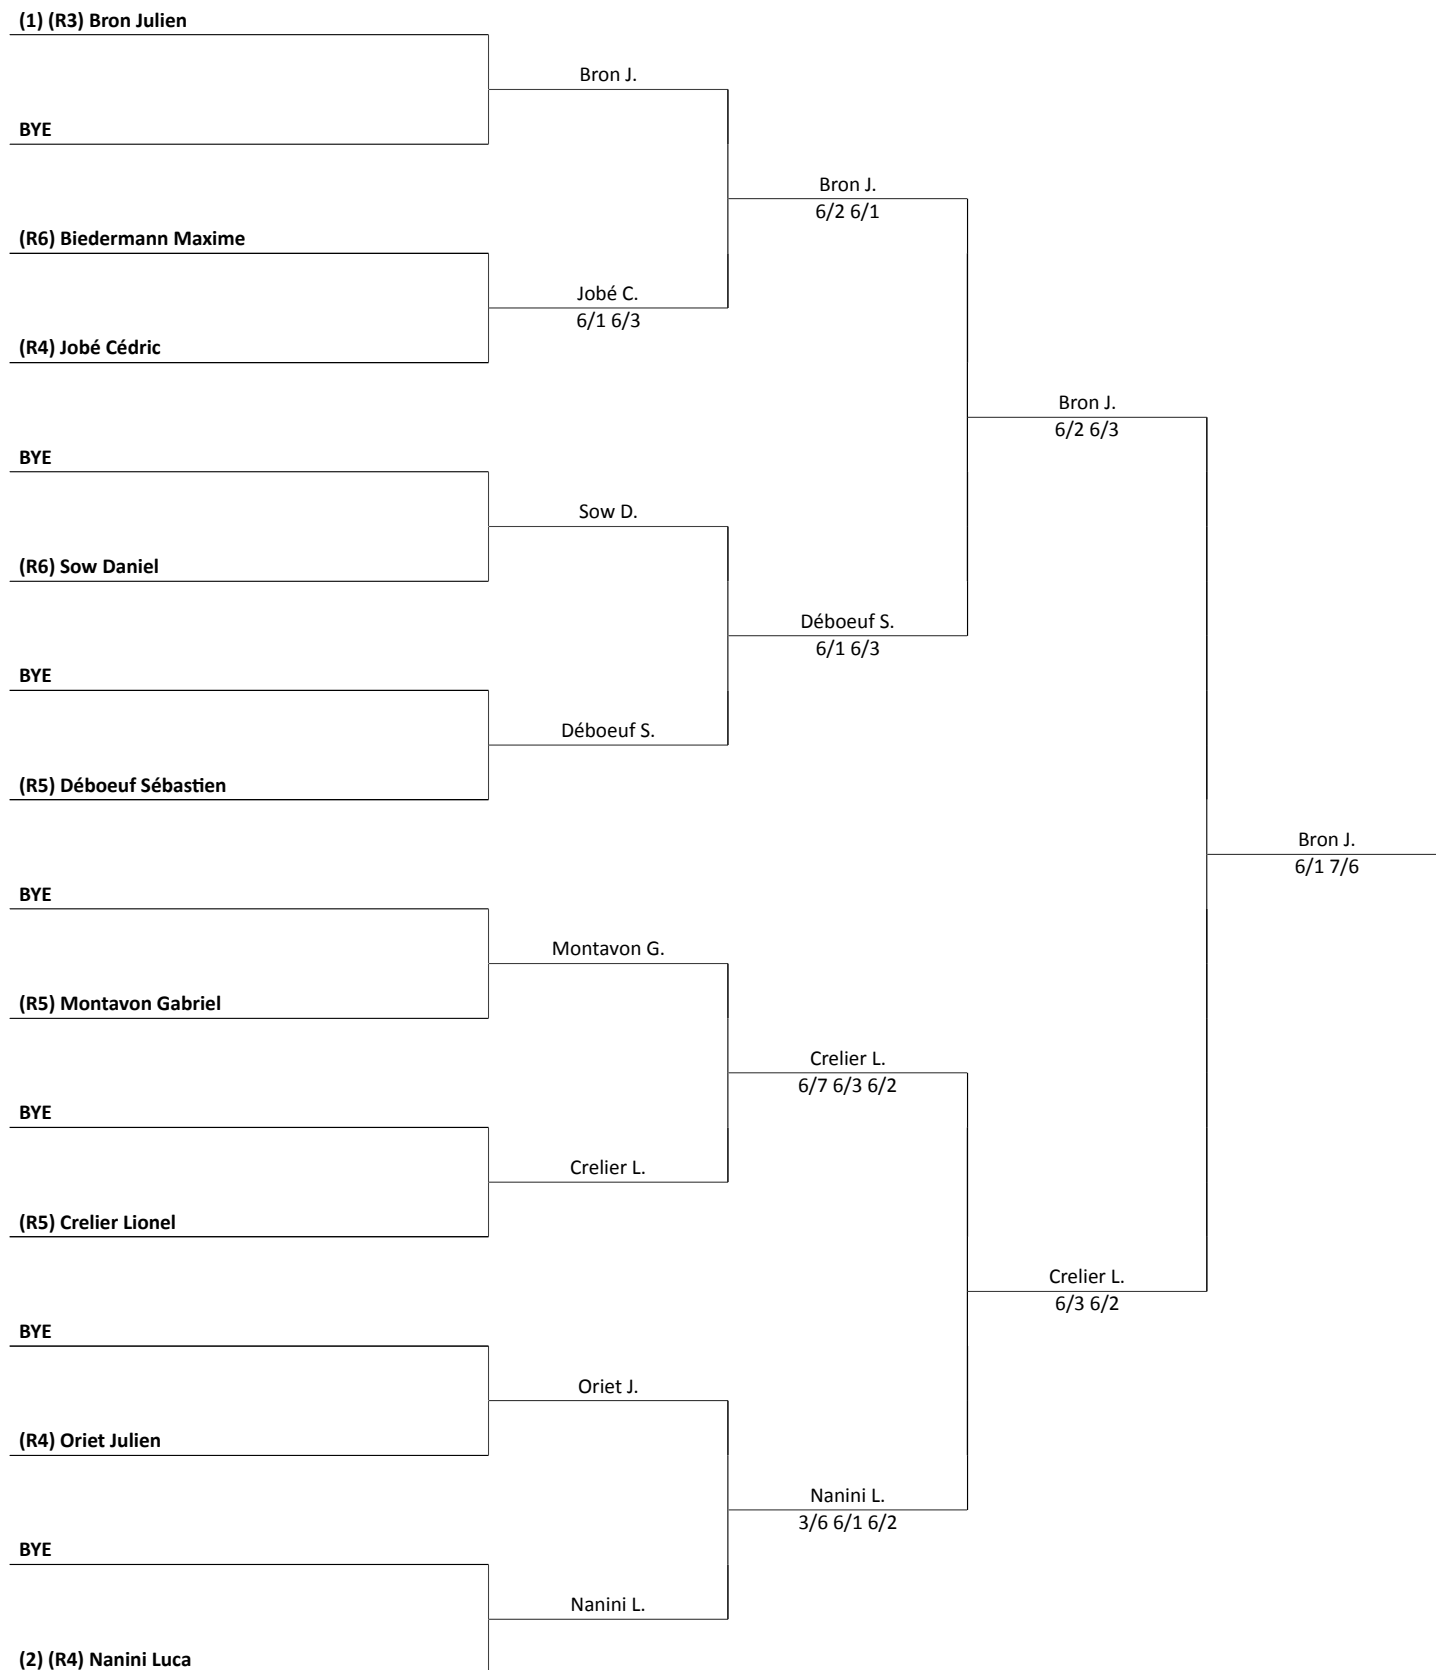 (1) (R3) Bron Julien
Bron J.
BYE
Bron J.
6/2 6/1
(R6) Biedermann Maxime
Jobé C.
6/1 6/3
(R4) Jobé Cédric
Bron J.
6/2 6/3
BYE
Sow D.
(R6) Sow Daniel
Déboeuf S.
6/1 6/3
BYE
Déboeuf S.
(R5) Déboeuf Sébastien
Bron J.
6/1 7/6
BYE
Montavon G.
(R5) Montavon Gabriel
Crelier L.
6/7 6/3 6/2
BYE
Crelier L.
(R5) Crelier Lionel
Crelier L.
6/3 6/2
BYE
Oriet J.
(R4) Oriet Julien
Nanini L.
3/6 6/1 6/2
BYE
Nanini L.
(2) (R4) Nanini Luca